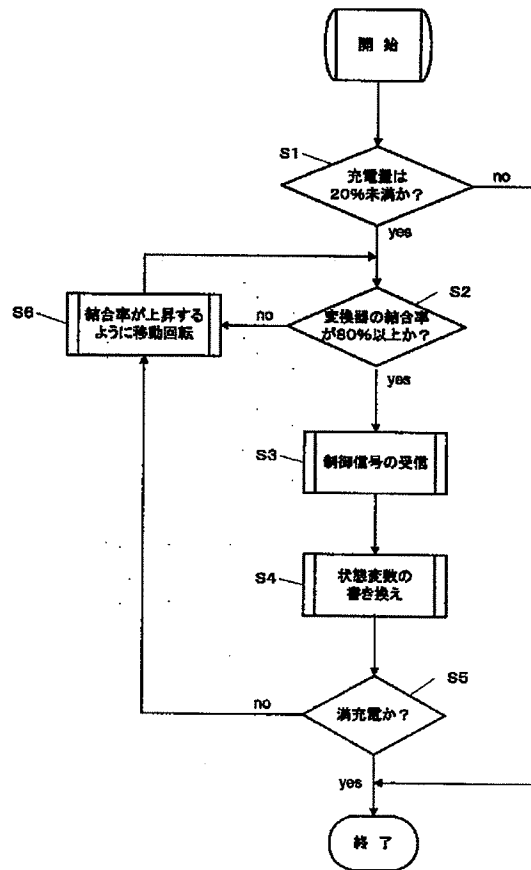 開 始
S1
充電量は
20%未満か？
no
yes
S2
S6
結合率が上昇する
ように移動回転
no
変換器の結合率
が80%以上か？
yes
S3
制御信号の受信
S4
状態変数の
書き換え
S5
no
満充電か？
yes
終 了